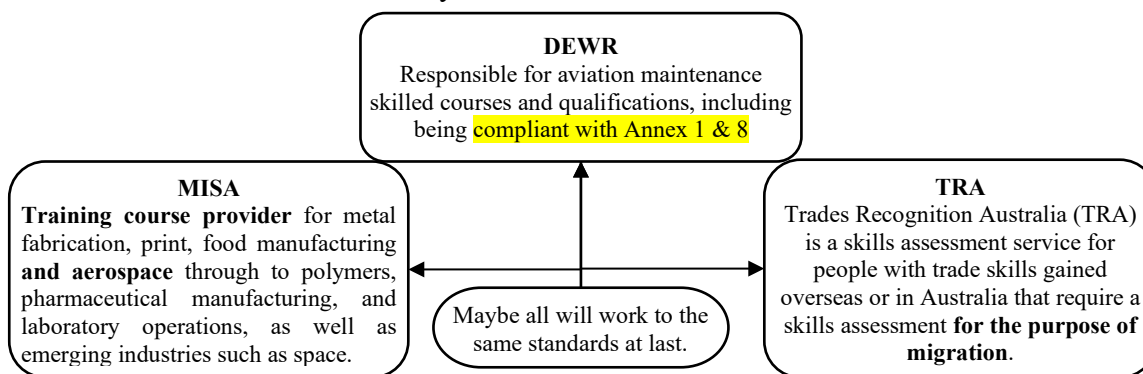 DEWR
Responsible for aviation maintenance
skilled courses and qualifications, including
being compliant with Annex 1 & 8
MISA
Training course provider for metal
fabrication, print, food manufacturing
and aerospace through to polymers,
pharmaceutical manufacturing, and
laboratory operations, as well as
emerging industries such as space.
Maybe all will work to the
same standards at last.
TRA
Trades Recognition Australia (TRA)
is a skills assessment service for
people with trade skills gained
overseas or in Australia that require a
skills assessment for the purpose of
migration.